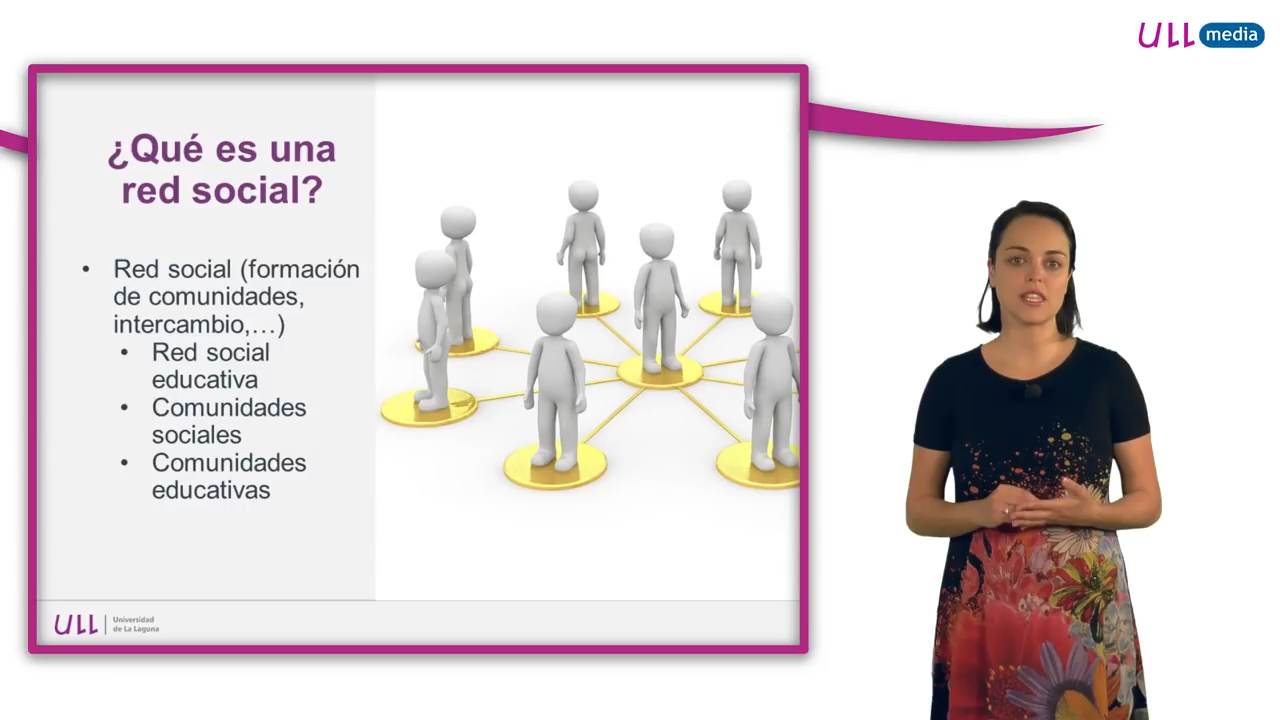 ULL media
¿Qué es una
red social?
• Red social (formación
de comunidades,
intercambio,…)
• Red social
educativa
• Comunidades
sociales
• Comunidades
educativas
ULL
Universidad
de La Laguna